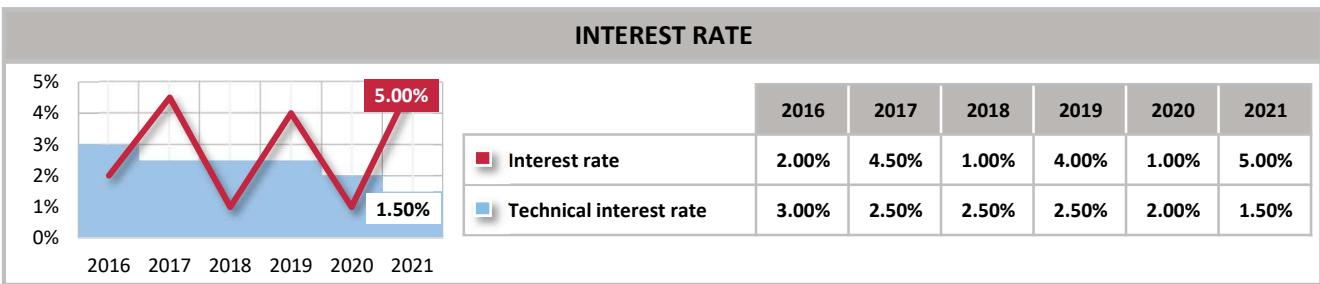 INTEREST RATE
5%
4%
3%
2%
1%
0%
5.00%
1.50%
2016 2017 2018 2019 2020 2021
2016 2017 2018 2019 2020 2021
Interest rate 2.00% 4.50% 1.00% 4.00% 1.00% 5.00%
Technical interest rate 3.00% 2.50% 2.50% 2.50% 2.00% 1.50%